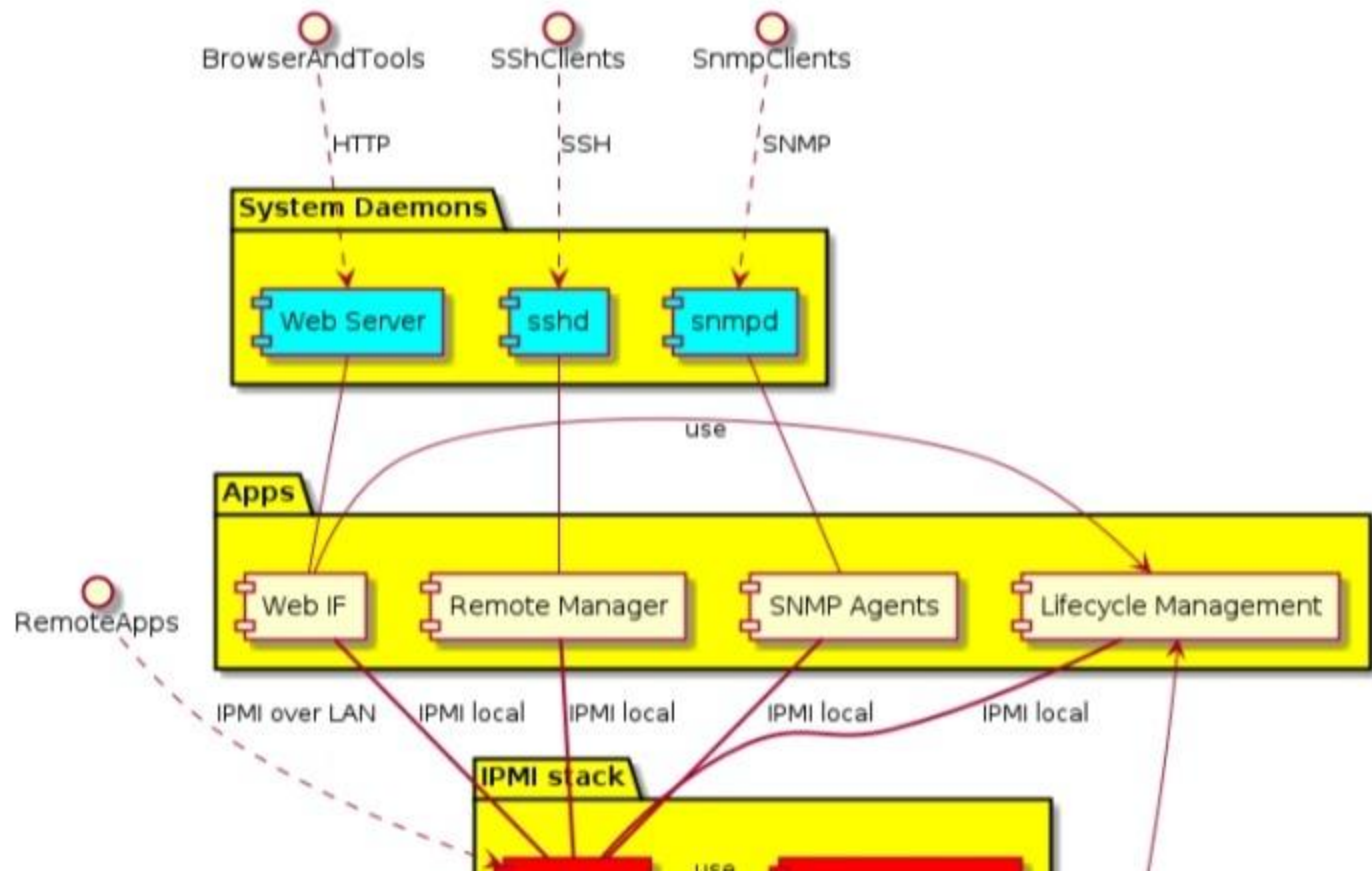 BrowserAndTools
SShClients
SnmpClients
HTTP
SSH
SNMP
System Daemons
Web Server
sshd
snmpd
use
Apps
Web IF
Remote Manager
SNMP Agents
Lifecycle Management
RemoteApps
IPMI over LAN
IPMI local
IPMI local
IPMI local
IPMI local
IPMI stack
use